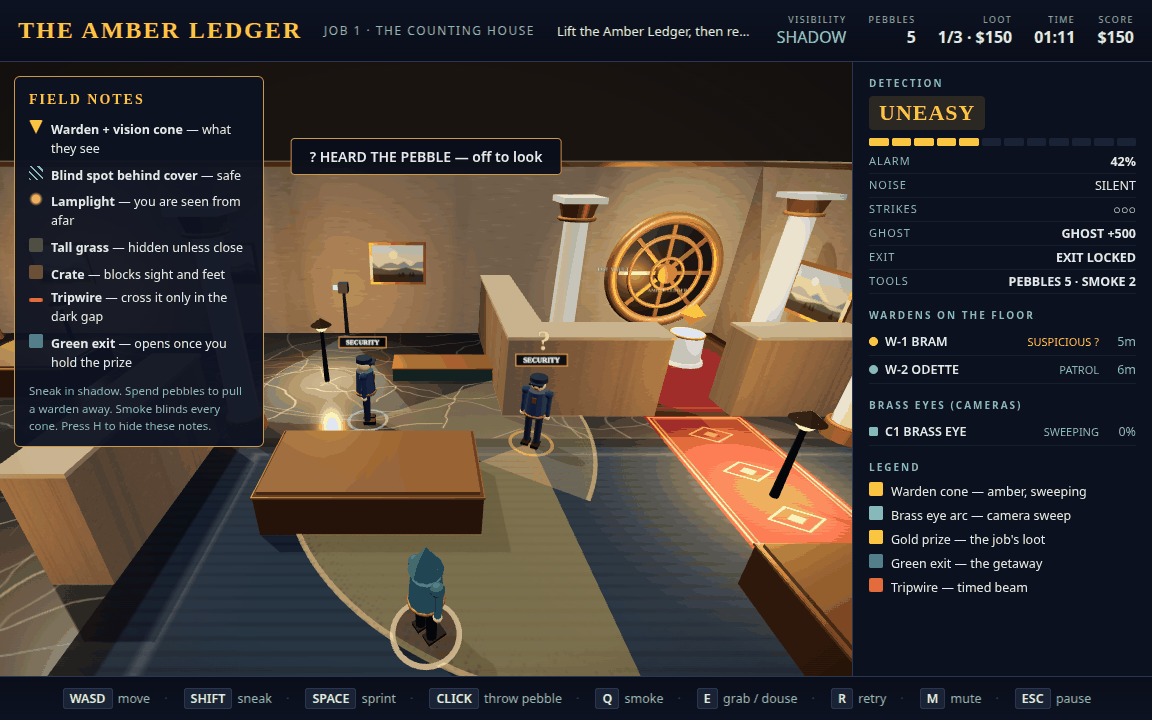 THE AMBER LEDGER
JOB 1 · THE COUNTING HOUSE
Lift the Amber Ledger, then re...
VISIBILITY
SHADOW
PEBBLES
5
LOOT
1/3 · $150
TIME
01:11
SCORE
$150
FIELD NOTES
Warden + vision cone — what
they see
Blind spot behind cover — safe
Lamplight — you are seen from
afar
Tall grass — hidden unless close
Crate — blocks sight and feet
Tripwire — cross it only in the
dark gap
Green exit — opens once you
hold the prize
Sneak in shadow. Spend pebbles to pull
a warden away. Smoke blinds every
cone. Press H to hide these notes.
? HEARD THE PEBBLE — off to look
SECURITY
?
SECURITY
DETECTION
UNEASY
ALARM 42%
NOISE SILENT
STRIKES ○○○
GHOST GHOST +500
EXIT EXIT LOCKED
TOOLS PEBBLES 5 · SMOKE 2
WARDENS ON THE FLOOR
W-1 BRAM SUSPICIOUS ? 5m
W-2 ODETTE PATROL 6m
BRASS EYES (CAMERAS)
C1 BRASS EYE SWEEPING 0%
LEGEND
Warden cone — amber, sweeping
Brass eye arc — camera sweep
Gold prize — the job's loot
Green exit — the getaway
Tripwire — timed beam
WASD move · SHIFT sneak · SPACE sprint · CLICK throw pebble · Q smoke · E grab / douse · R retry · M mute · ESC pause